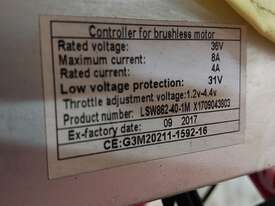 Controller for brushless motor
Rated voltage: 36V
Maximum current: 8A
Rated current: 4A
Low voltage protection: 31V
Throttle adjustment voltage:1.2v-4.4v
Product number: LSW862-40-1M X1709043803
Ex-factory date: 09 2017
CE:G3M20211-1592-16